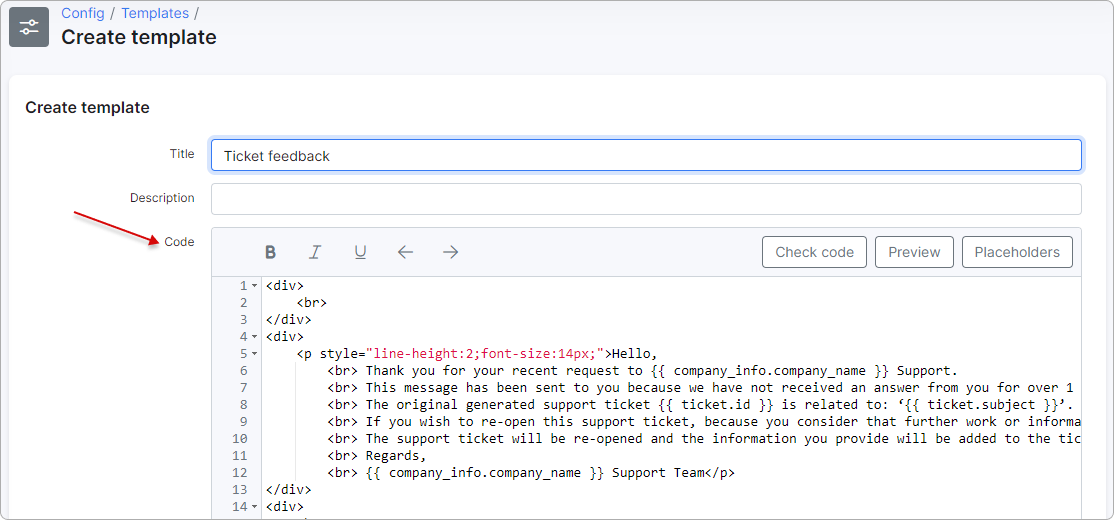 Config / Templates /
Create template
Create template
Title
Ticket feedback
Description
Code
B I U Check code Preview Placeholders
1 <div>
2 <br>
3 </div>
4 <div>
5 <p style="line-height:2;font-size:14px;">Hello,
6 <br> Thank you for your recent request to {{ company_info.company_name }} Support.
7 <br> This message has been sent to you because we have not received an answer from you for over 1
8 <br> The original generated support ticket {{ ticket.id }} is related to: ‘{{ ticket.subject }}’.
9 <br> If you wish to re-open this support ticket, because you consider that further work or informa
10 <br> The support ticket will be re-opened and the information you provide will be added to the tic
11 <br> Regards,
12 <br> {{ company_info.company_name }} Support Team</p>
13 </div>
14 <div>